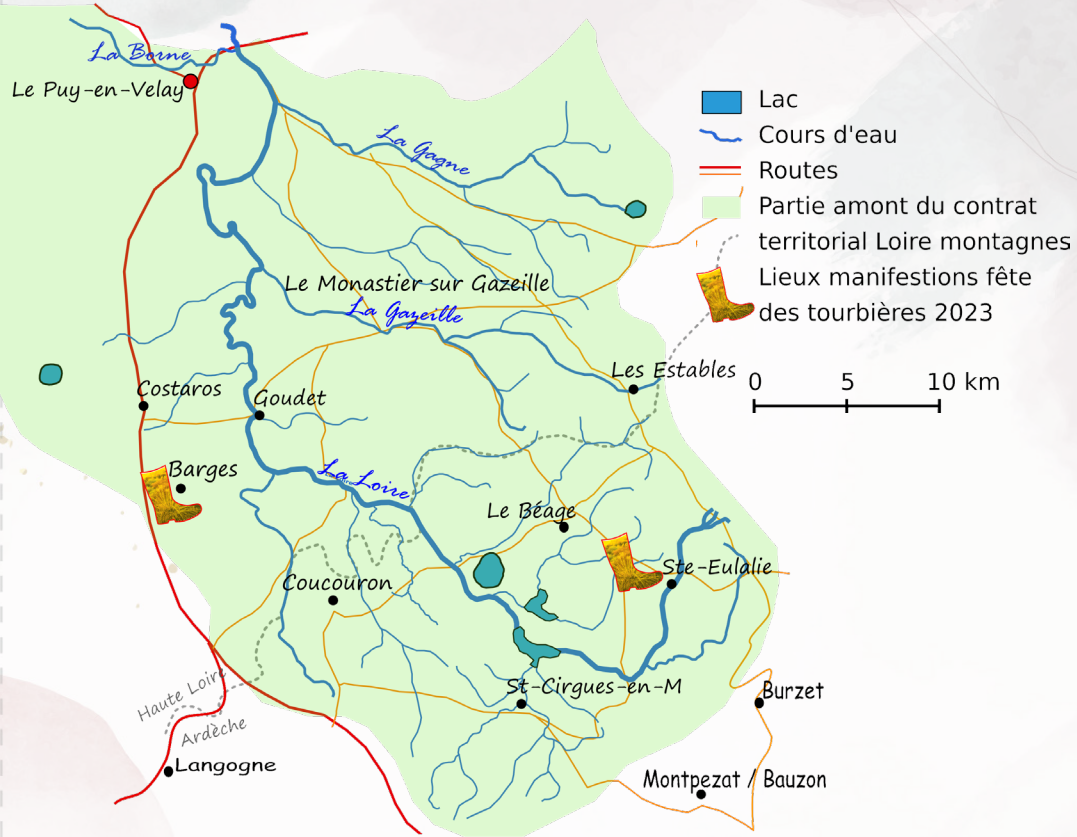 La Borne
Le Puy-en-Velay
La Gagne
Lac
Cours d'eau
Routes
Partie amont du contrat
territorial Loire montagnes
Lieux manifestions fête
des tourbières 2023
0 5 10 km
Le Monastier sur Gazeille
La Gazeille
Les Estables
Costaros
Goudet
Barges
La Loire
Le Béage
Ste-Eulalie
Coucouron
St-Cirgues-en-M
Haute Loire
Ardèche
Burzet
Langogne
Montpezat / Bauzon